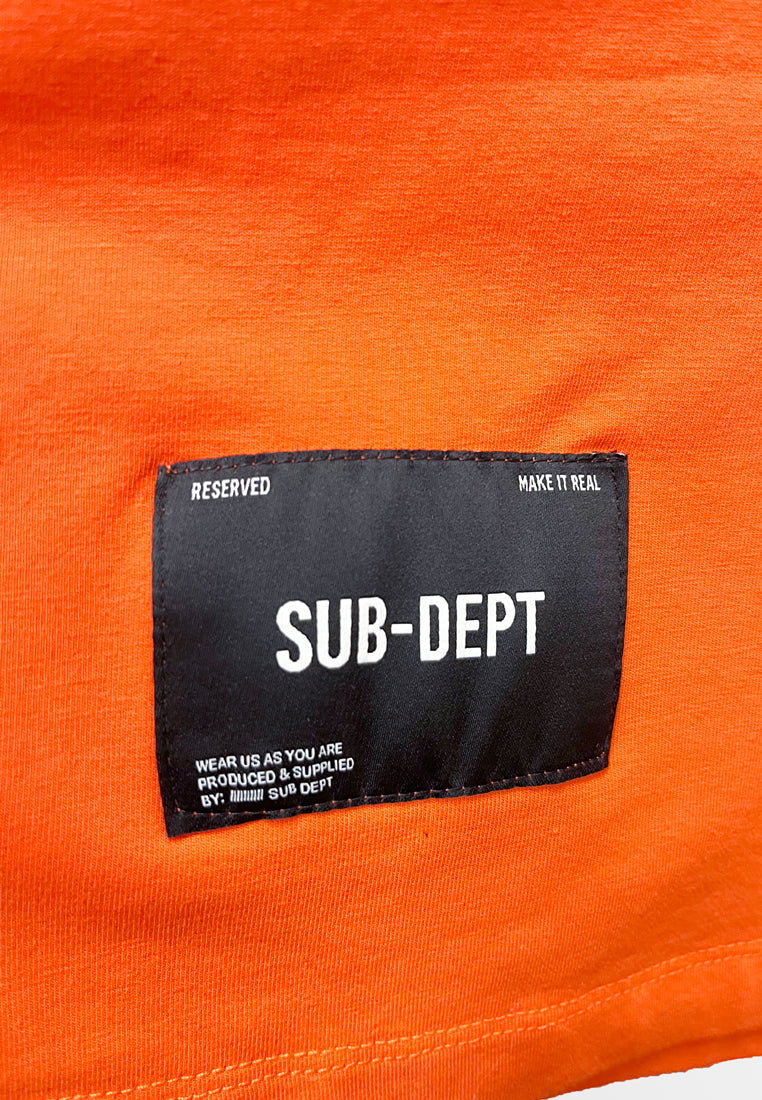 RESERVED
MAKE IT REAL
SUB-DEPT
WEAR US AS YOU ARE
PRODUCED & SUPPLIED
BY: SUB DEPT